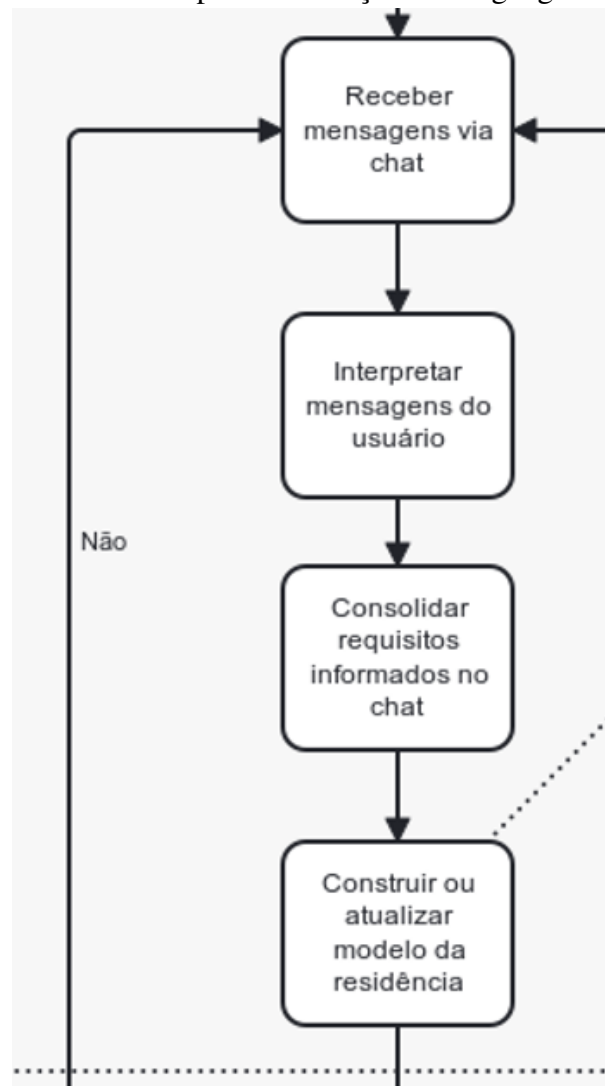 Receber
mensagens via
chat
Interpretar
mensagens do
usuário
Não
Consolidar
requisitos
informados no
chat
Construir ou
atualizar
modelo da
residência